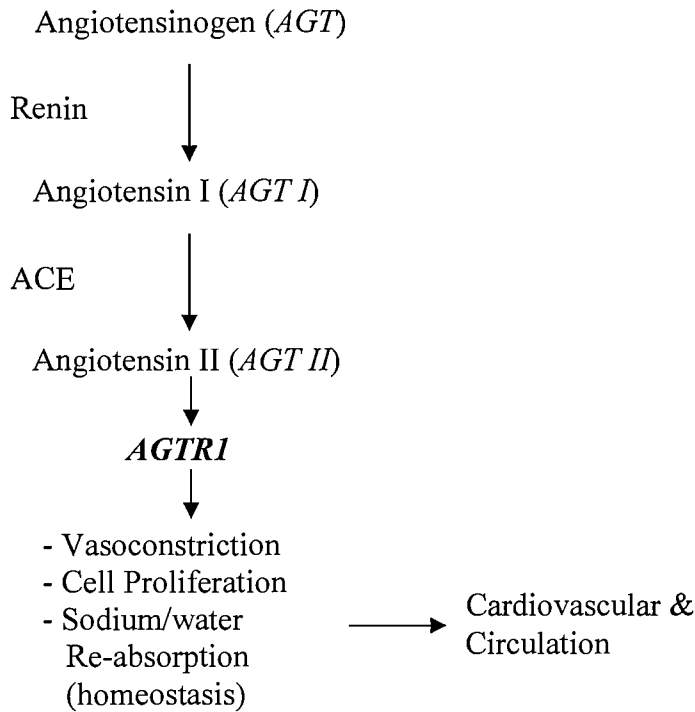 Angiotensinogen (AGT)
Renin
Angiotensin I (AGT I)
ACE
Angiotensin II (AGT II)
AGTR1
- Vasoconstriction
- Cell Proliferation
- Sodium/water
Re-absorption
(homeostasis)
Cardiovascular &
Circulation